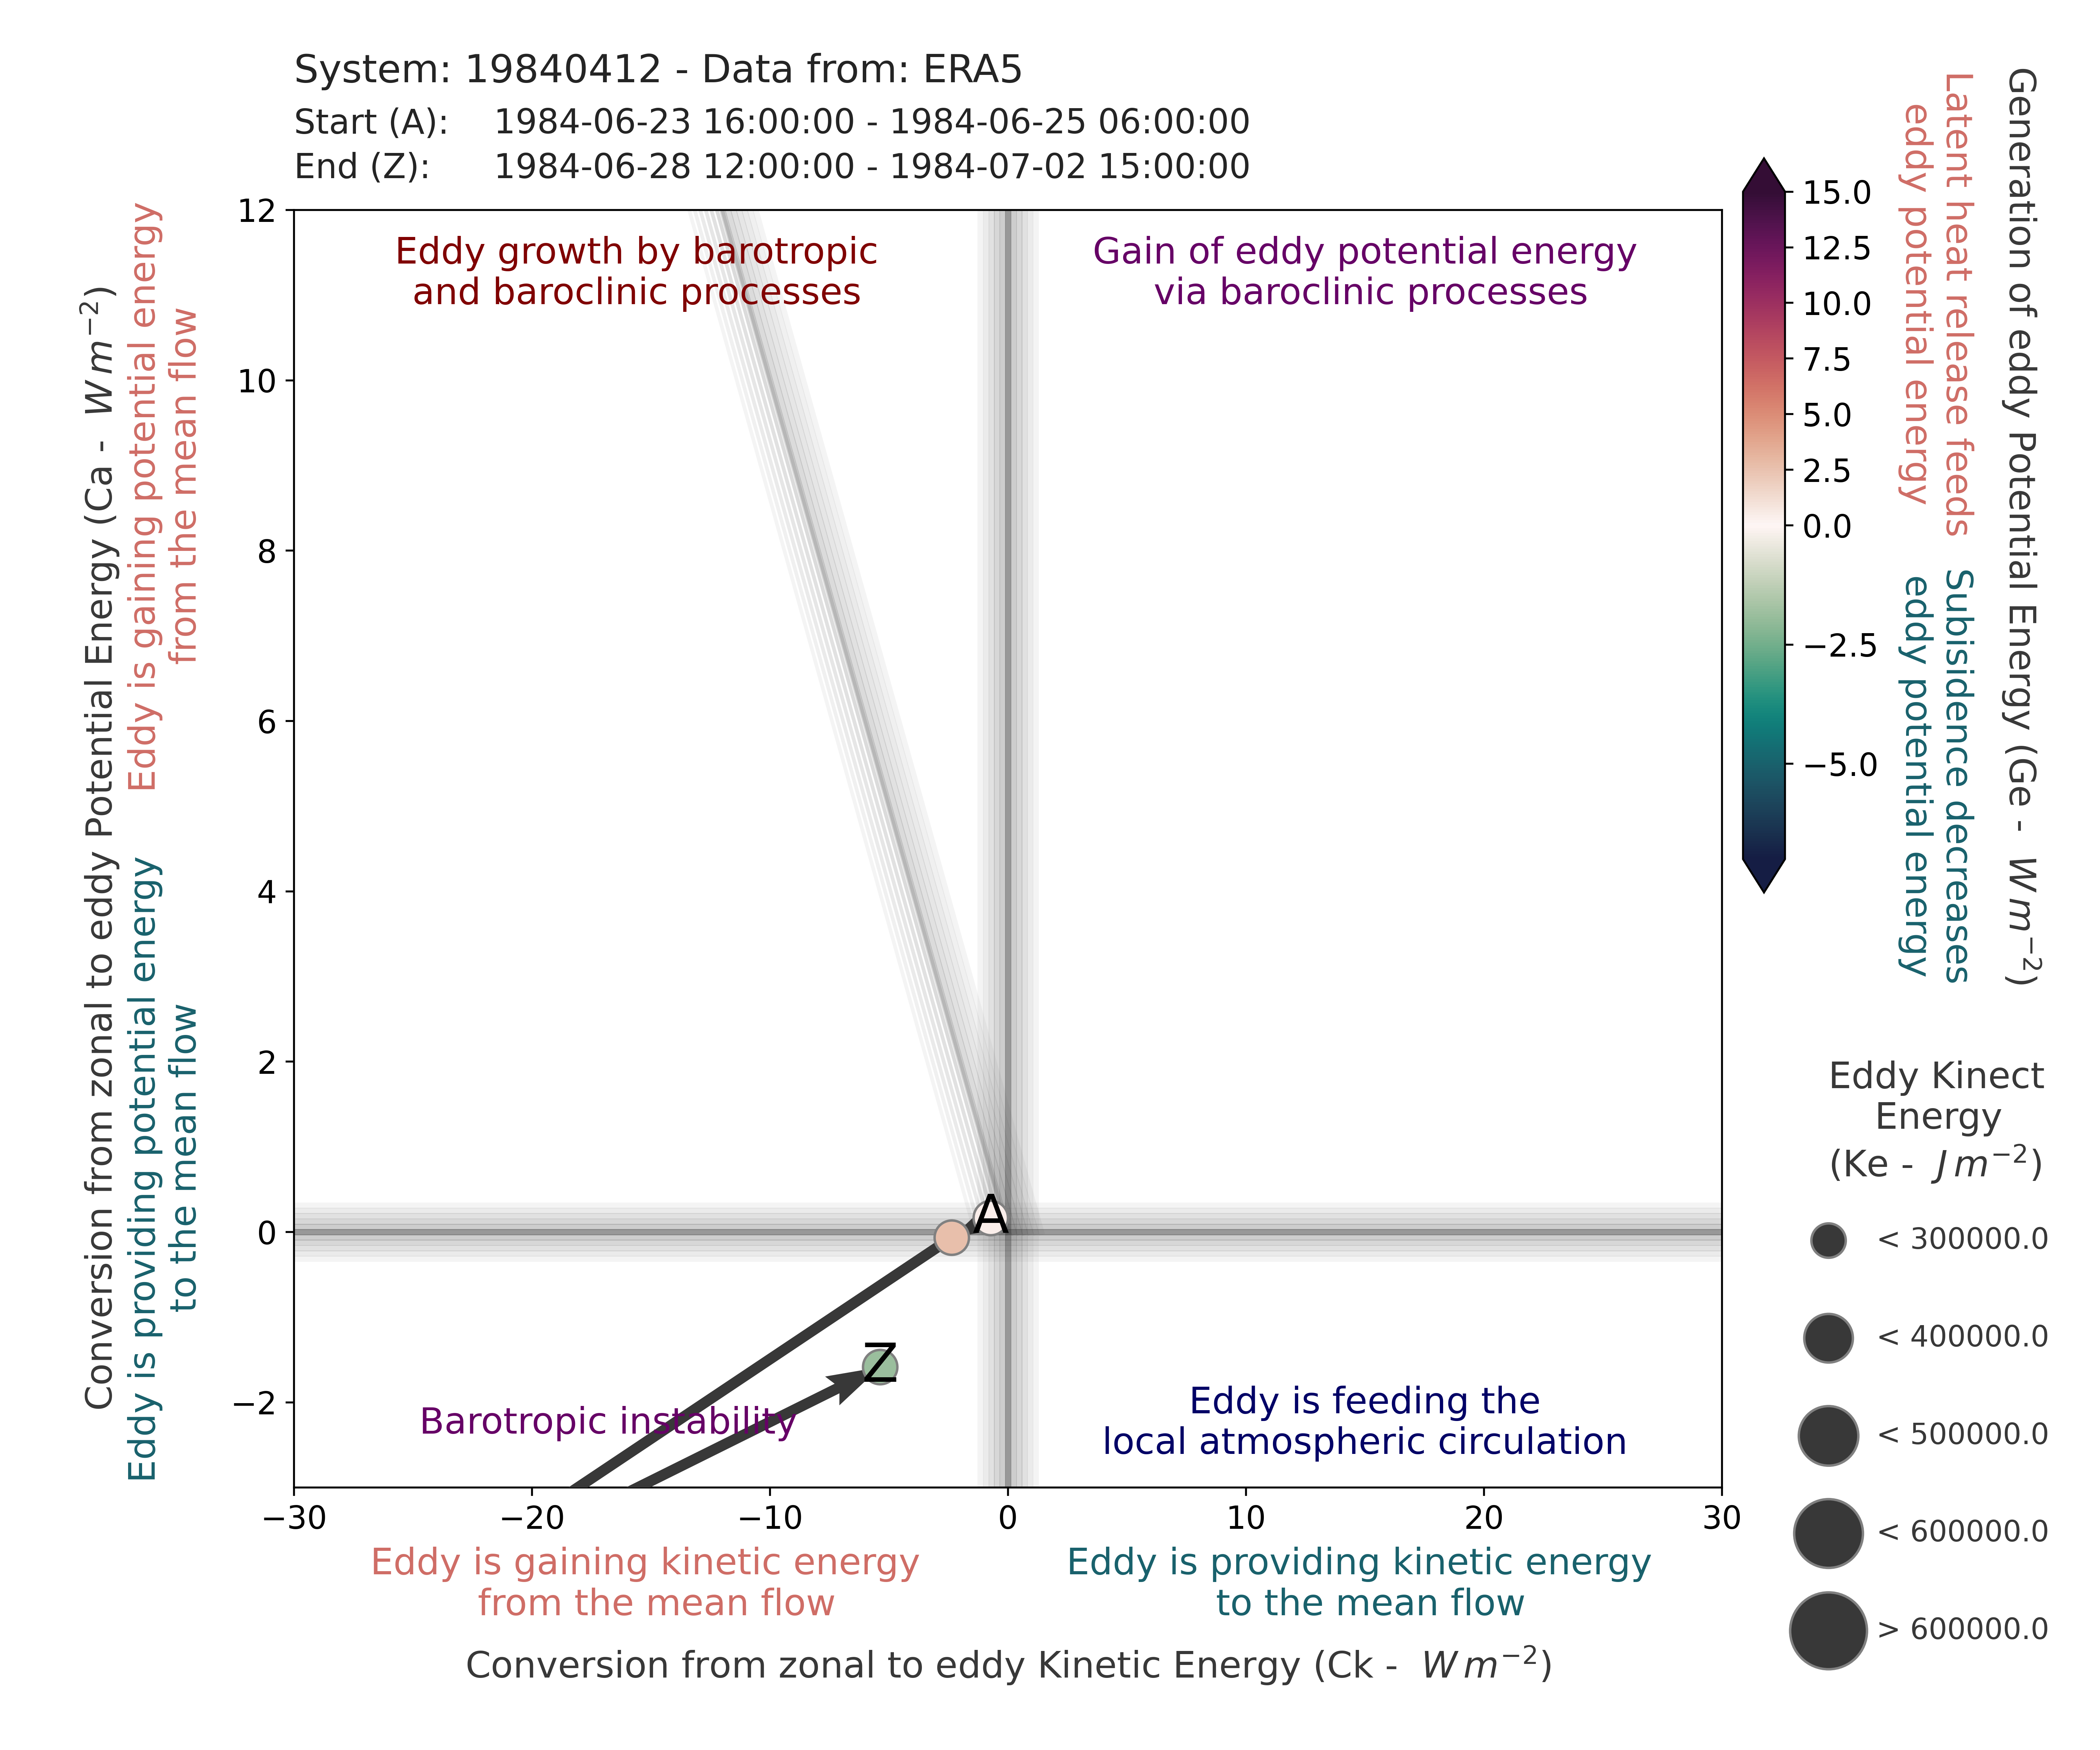 System: 19840412 - Data from: ERA5
Start (A): 1984-06-23 16:00:00 - 1984-06-25 06:00:00
End (Z): 1984-06-28 12:00:00 - 1984-07-02 15:00:00
Conversion from zonal to eddy Potential Energy (Ca - W m⁻²)
Eddy is gaining potential energy
from the mean flow
Eddy is providing potential energy
to the mean flow
12
10
8
6
4
2
0
−2
Eddy growth by barotropic
and baroclinic processes
Gain of eddy potential energy
via baroclinic processes
A
Z
Barotropic instability
Eddy is feeding the
local atmospheric circulation
−30
−20
−10
0
10
20
30
Eddy is gaining kinetic energy
from the mean flow
Eddy is providing kinetic energy
to the mean flow
Conversion from zonal to eddy Kinetic Energy (Ck - W m⁻²)
15.0
12.5
10.0
7.5
5.0
2.5
0.0
−2.5
−5.0
Latent heat release feeds
eddy potential energy
Subisidence decreases
eddy potential energy
Generation of eddy Potential Energy (Ge - W m⁻²)
Eddy Kinect
Energy
(Ke - J m⁻²)
< 300000.0
< 400000.0
< 500000.0
< 600000.0
> 600000.0